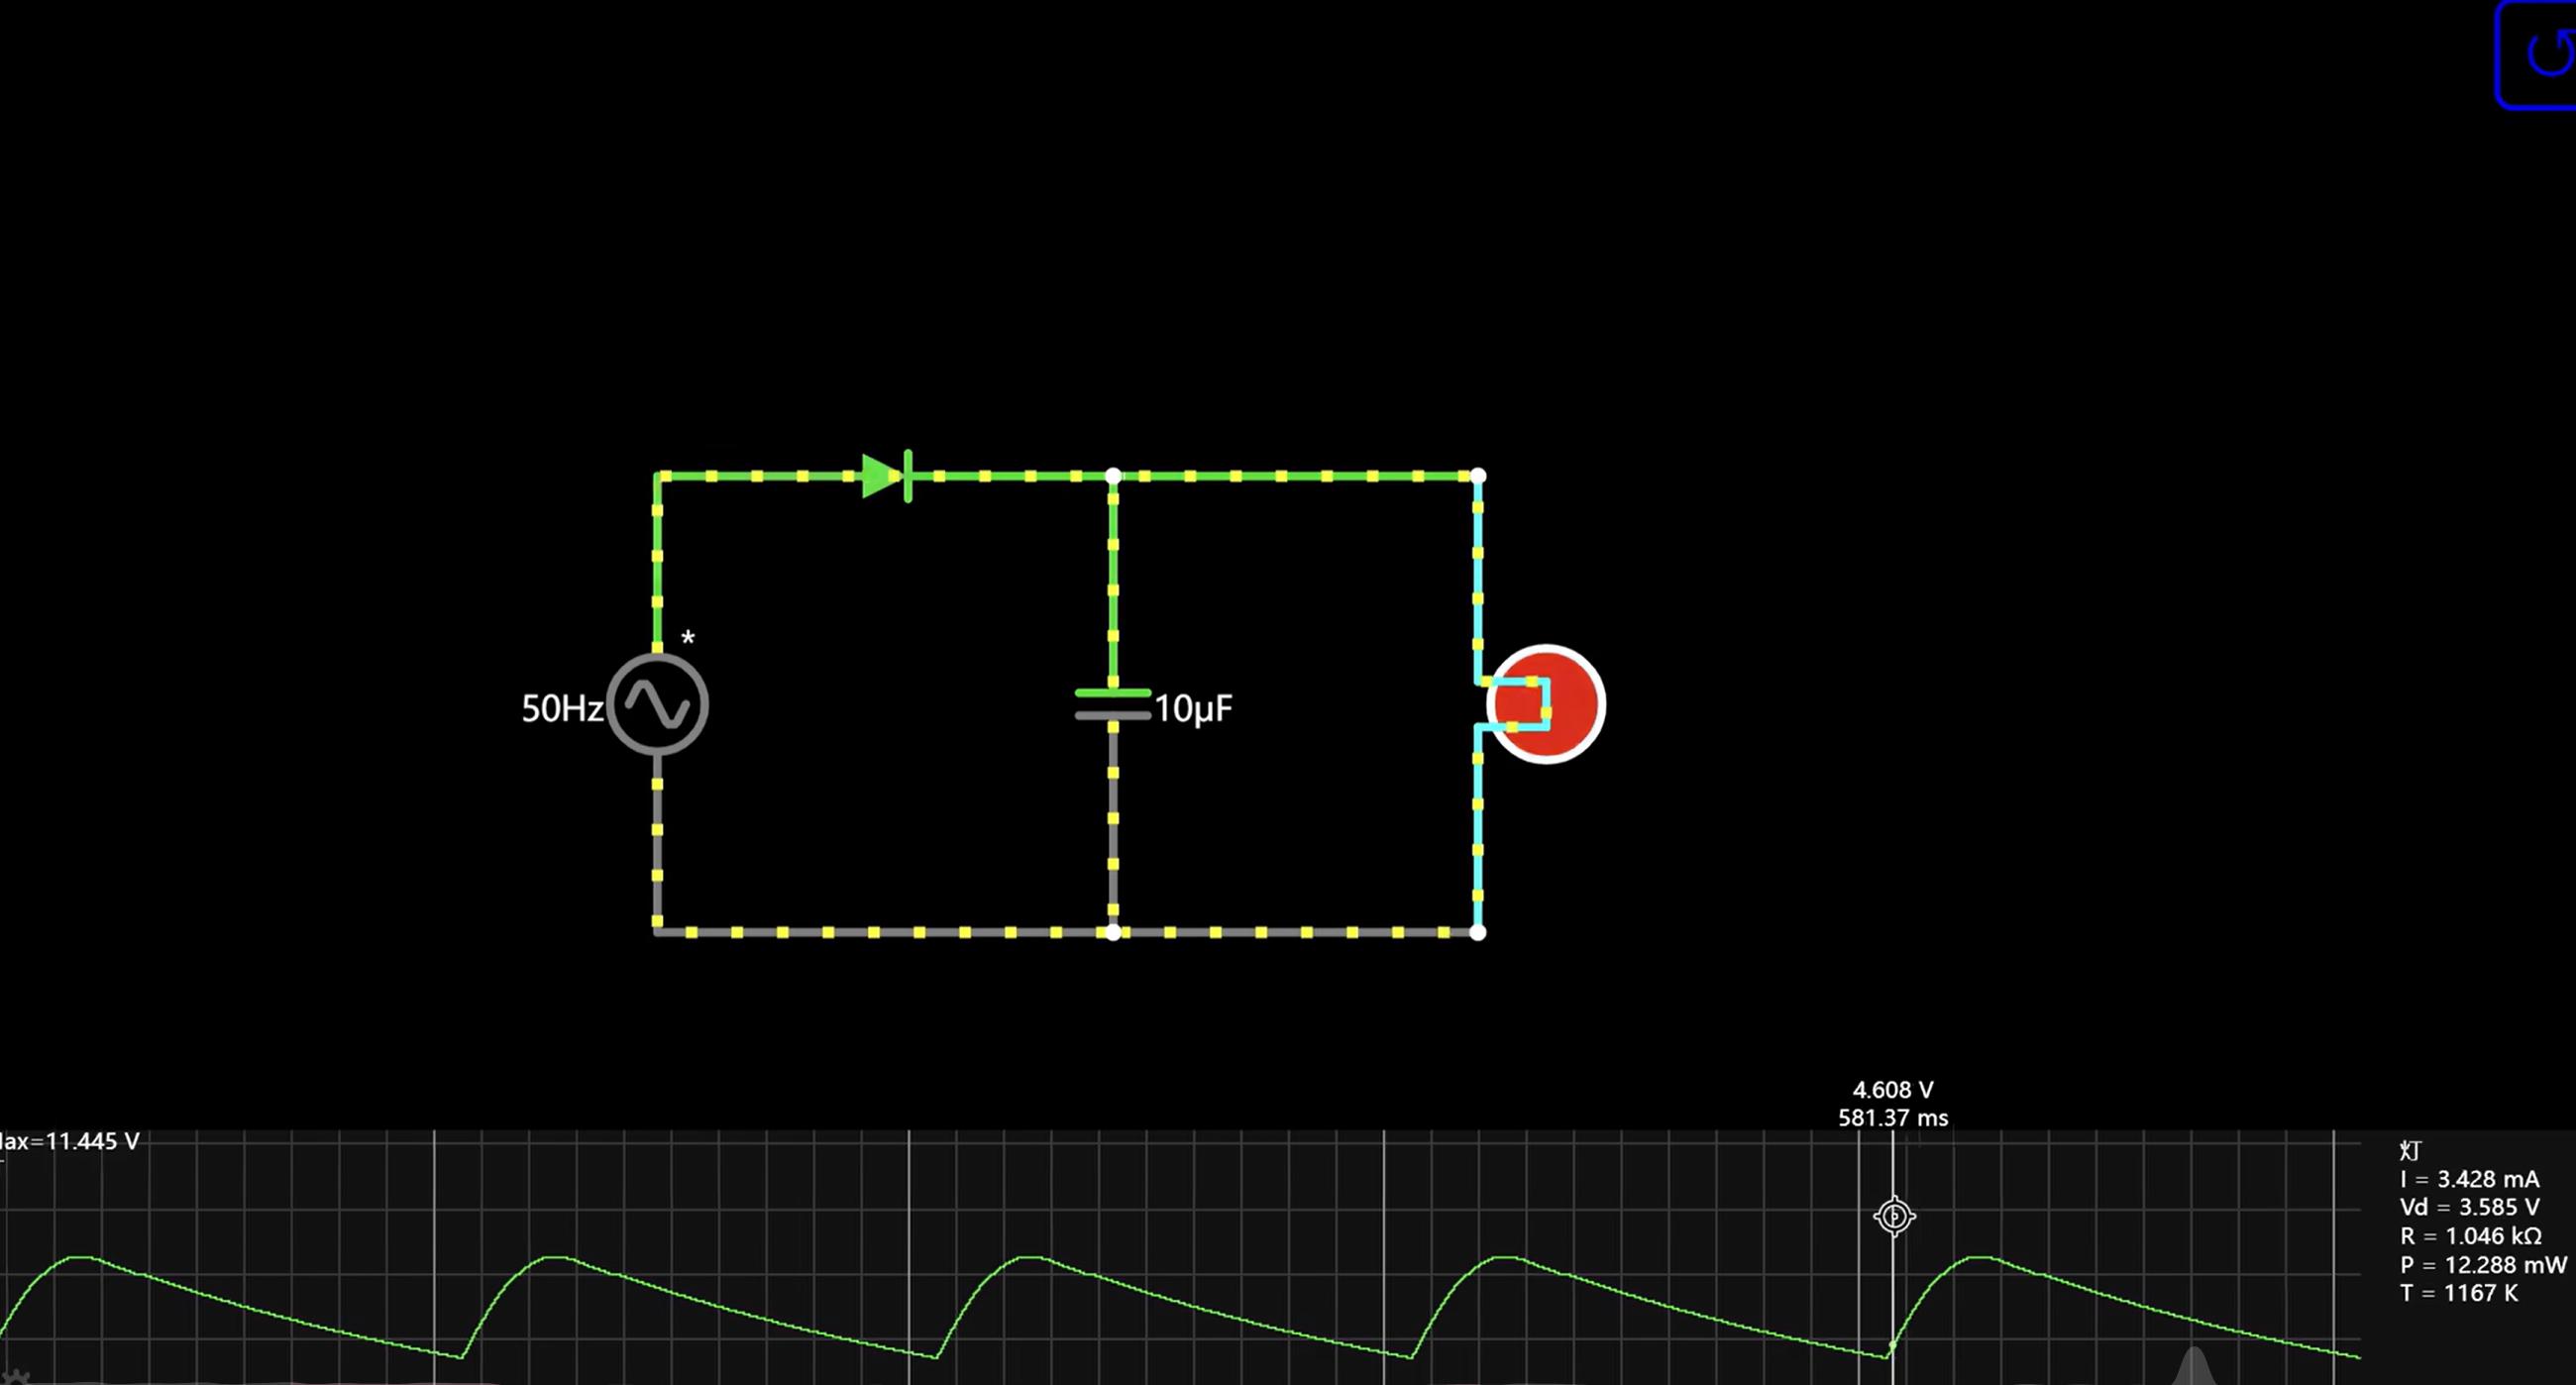 *
50Hz
10μF
4.608 V
581.37 ms
ax=11.445 V
灯
I = 3.428 mA
Vd = 3.585 V
R = 1.046 kΩ
P = 12.288 mW
T = 1167 K